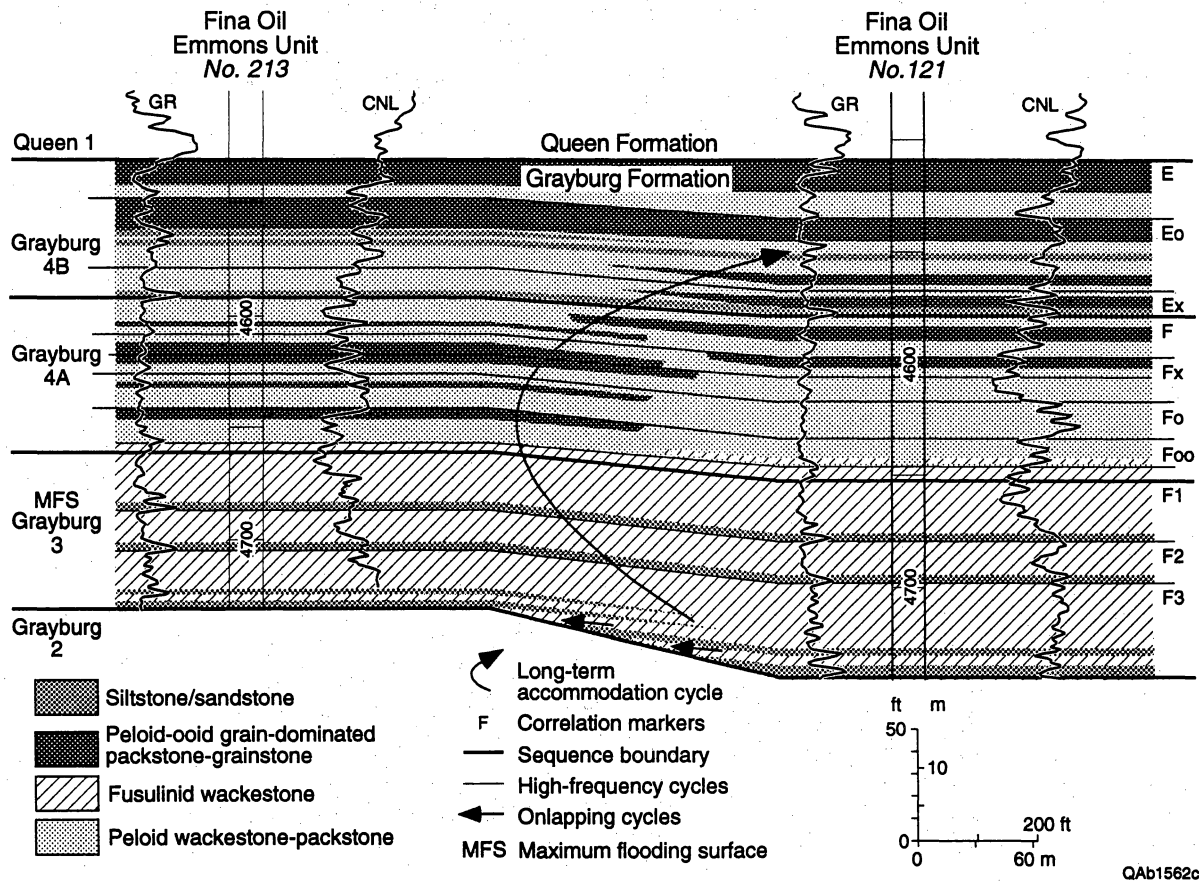 Fina Oil
Emmons Unit
No. 213
Fina Oil
Emmons Unit
No.121
GR
CNL
GR
CNL
Queen 1
Queen Formation
Grayburg Formation
E
Eo
Grayburg
4B
Ex
4600
F
Grayburg
4A
4600
Fx
Fo
Foo
MFS
Grayburg
3
F1
4700
F2
4700
F3
Grayburg
2
Siltstone/sandstone
Peloid-ooid grain-dominated
packstone-grainstone
Fusulinid wackestone
Peloid wackestone-packstone
Long-term
accommodation cycle
F Correlation markers
Sequence boundary
High-frequency cycles
Onlapping cycles
MFS Maximum flooding surface
ft m
50
10
0
200 ft
0 60 m
QAb1562c